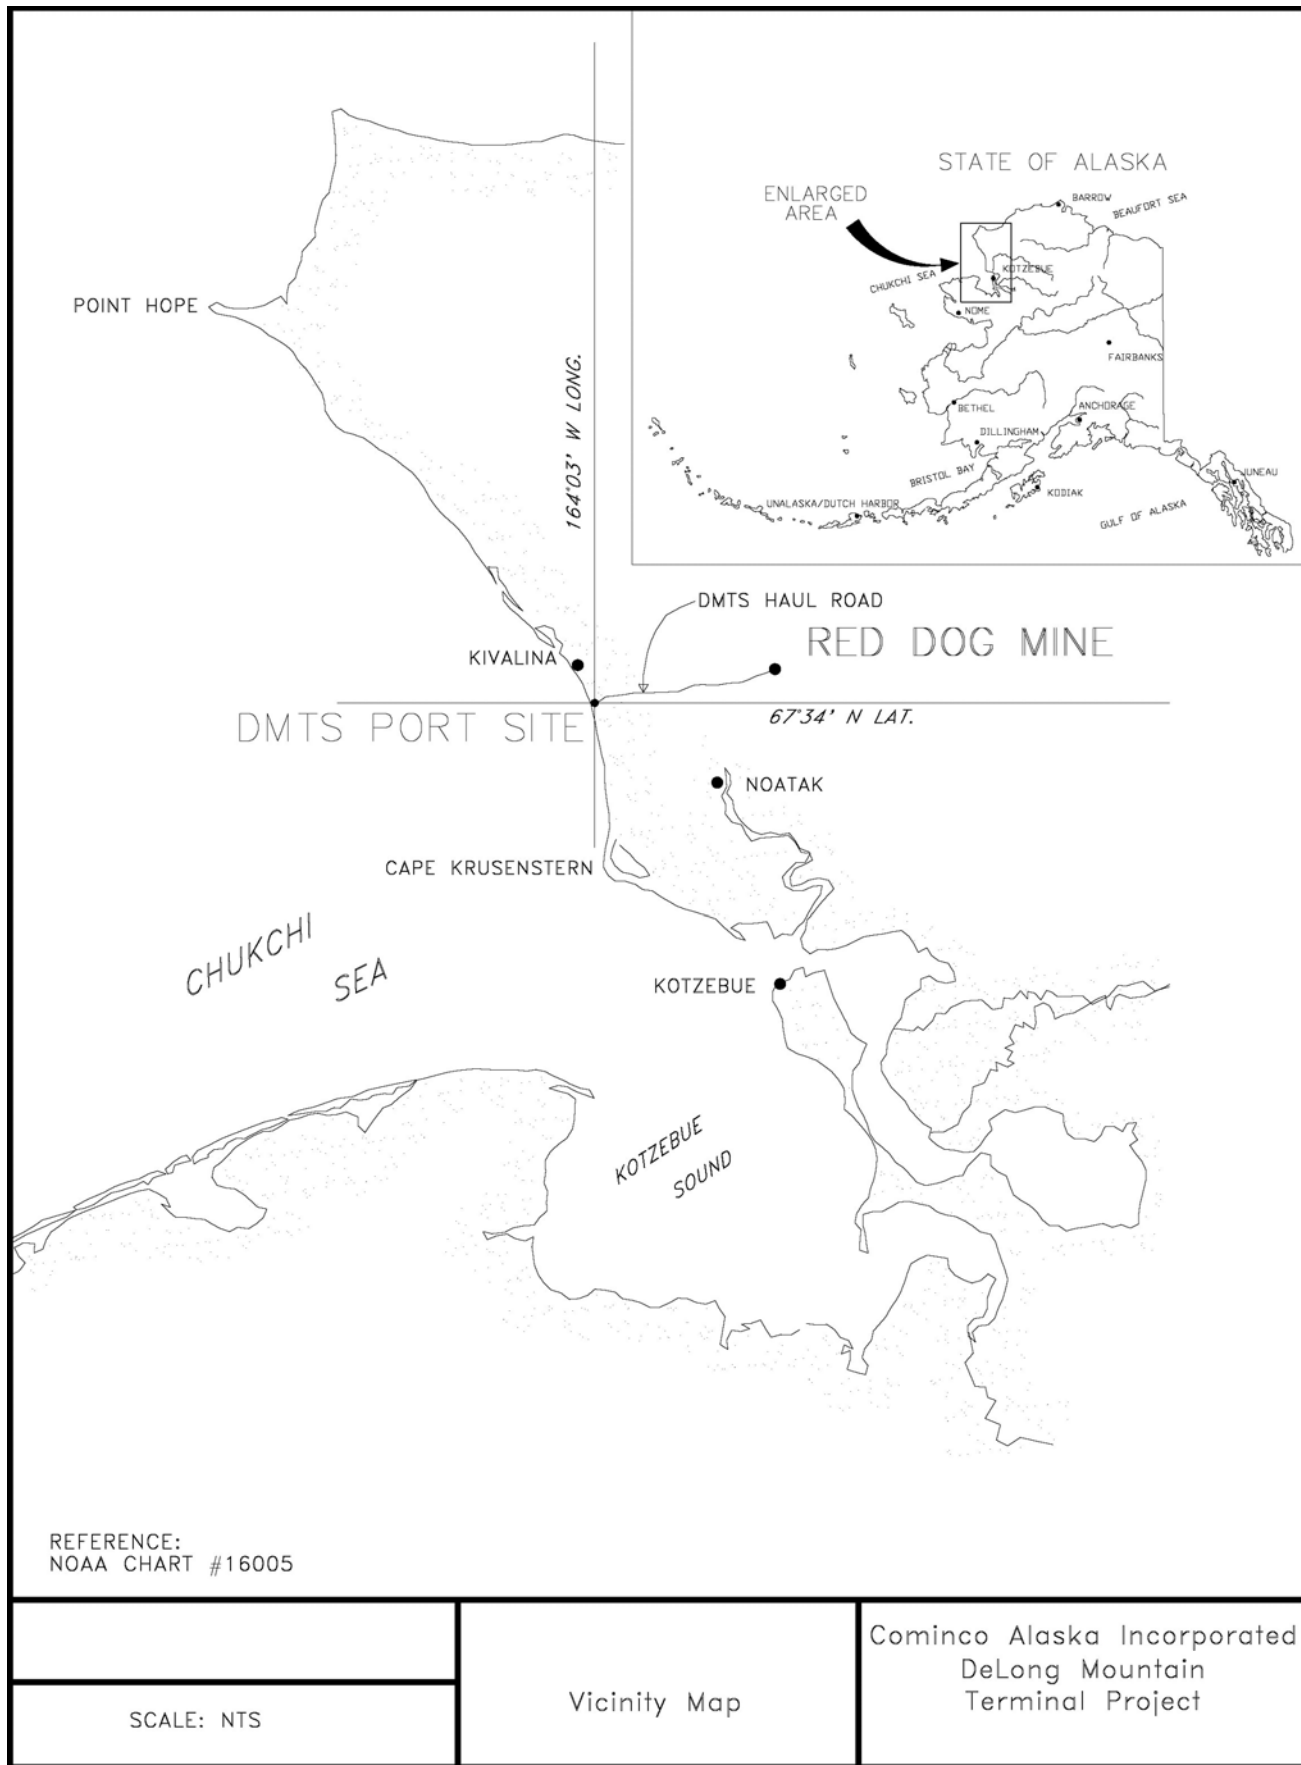 STATE OF ALASKA
ENLARGED
AREA
BARROW
BEAUFORT SEA
CHUKCHI SEA
KOTZEBUE
NOME
FAIRBANKS
BETHEL
ANCHORAGE
DILLINGHAM
BRISTOL BAY
KODIAK
JUNEAU
UNALASKA/DUTCH HARBOR
GULF OF ALASKA
POINT HOPE
164°03' W LONG.
DMTS HAUL ROAD
RED DOG MINE
KIVALINA
DMTS PORT SITE
67°34' N LAT.
NOATAK
CAPE KRUSENSTERN
CHUKCHI
SEA
KOTZEBUE
KOTZEBUE
SOUND
REFERENCE:
NOAA CHART #16005
SCALE: NTS
Vicinity Map
Cominco Alaska Incorporated
DeLong Mountain
Terminal Project